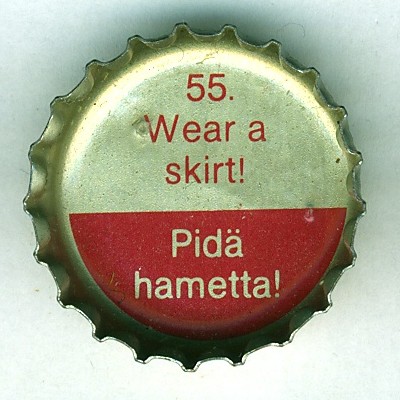 55.
Wear a
skirt!
Pidä
hametta!